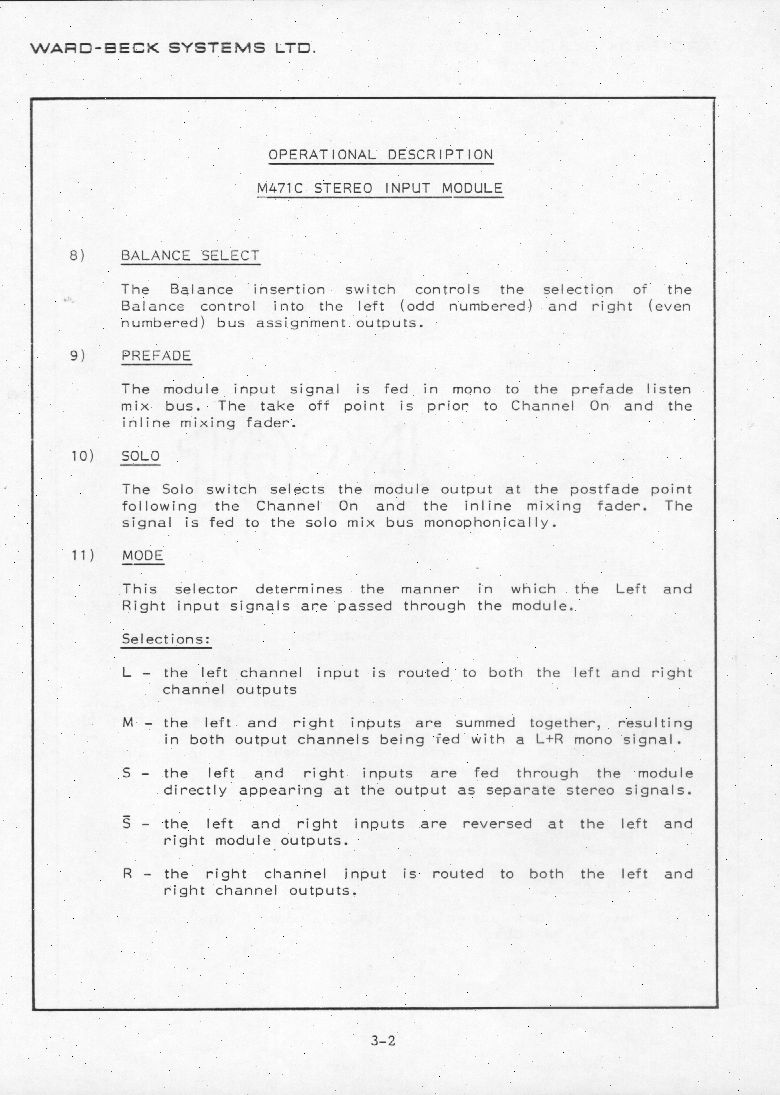 WARD-BECK SYSTEMS LTD.
OPERATIONAL DESCRIPTION
M471C STEREO INPUT MODULE
8) BALANCE SELECT
The Balance insertion switch controls the selection of the
Balance control into the left (odd numbered) and right (even
numbered) bus assignment outputs.
9) PREFADE
The module input signal is fed in mono to the prefade listen
mix bus. The take off point is prior to Channel On and the
inline mixing fader.
10) SOLO
The Solo switch selects the module output at the postfade point
following the Channel On and the inline mixing fader. The
signal is fed to the solo mix bus monophonically.
11) MODE
This selector determines the manner in which the Left and
Right input signals are passed through the module.
Selections:
L - the left channel input is routed to both the left and right
channel outputs
M - the left and right inputs are summed together, resulting
in both output channels being fed with a L+R mono signal.
S - the left and right inputs are fed through the module
directly appearing at the output as separate stereo signals.
S̄ - the left and right inputs are reversed at the left and
right module outputs.
R - the right channel input is routed to both the left and
right channel outputs.
3-2